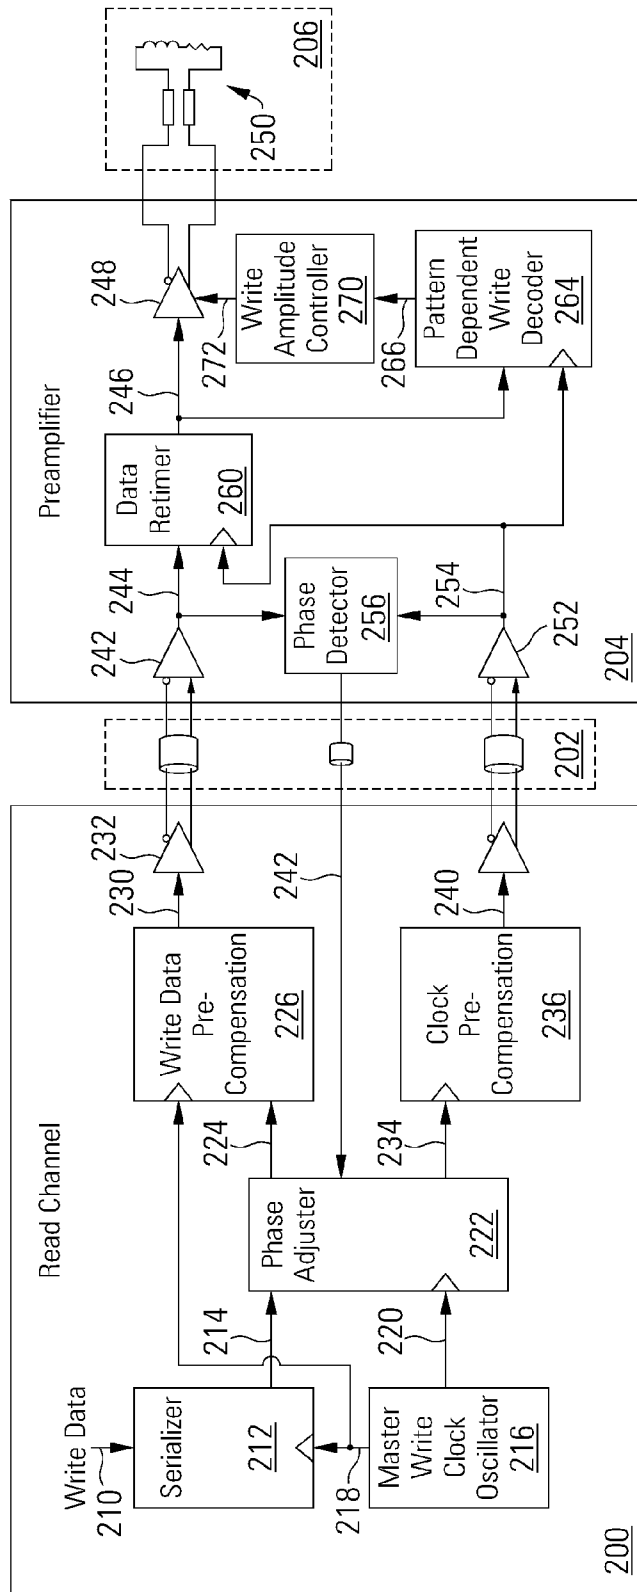 Read Channel
Write Data
210
Serializer
212
214
218
Master
Write
Clock
Oscillator
216
220
Phase
Adjuster
222
224
Write Data
Pre-
Compensation
226
230
232
234
Clock
Pre-
Compensation
236
240
242
200
202
Preamplifier
242
244
Data
Retimer
260
246
248
Phase
Detector
256
254
252
272
Write
Amplitude
Controller
270
266
Pattern
Dependent
Write
Decoder
264
204
250
206